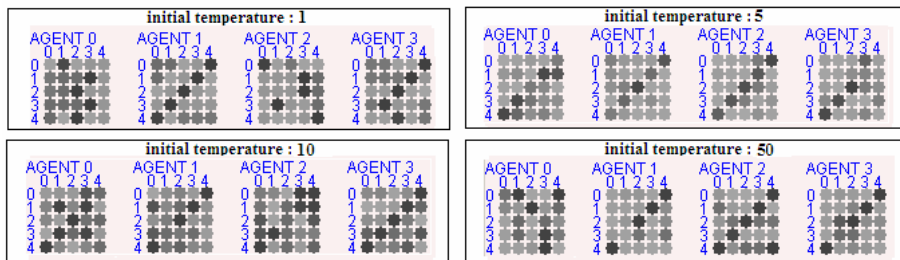 initial temperature : 1
AGENT 0 AGENT 1 AGENT 2 AGENT 3
0 1 2 3 4 0 1 2 3 4 0 1 2 3 4 0 1 2 3 4
0 0 0 0
1 1 1 1
2 2 2 2
3 3 3 3
4 4 4 4
initial temperature : 5
AGENT 0 AGENT 1 AGENT 2 AGENT 3
0 1 2 3 4 0 1 2 3 4 0 1 2 3 4 0 1 2 3 4
0 0 0 0
1 1 1 1
2 2 2 2
3 3 3 3
4 4 4 4
initial temperature : 10
AGENT 0 AGENT 1 AGENT 2 AGENT 3
0 1 2 3 4 0 1 2 3 4 0 1 2 3 4 0 1 2 3 4
0 0 0 0
1 1 1 1
2 2 2 2
3 3 3 3
4 4 4 4
initial temperature : 50
AGENT 0 AGENT 1 AGENT 2 AGENT 3
0 1 2 3 4 0 1 2 3 4 0 1 2 3 4 0 1 2 3 4
0 0 0 0
1 1 1 1
2 2 2 2
3 3 3 3
4 4 4 4